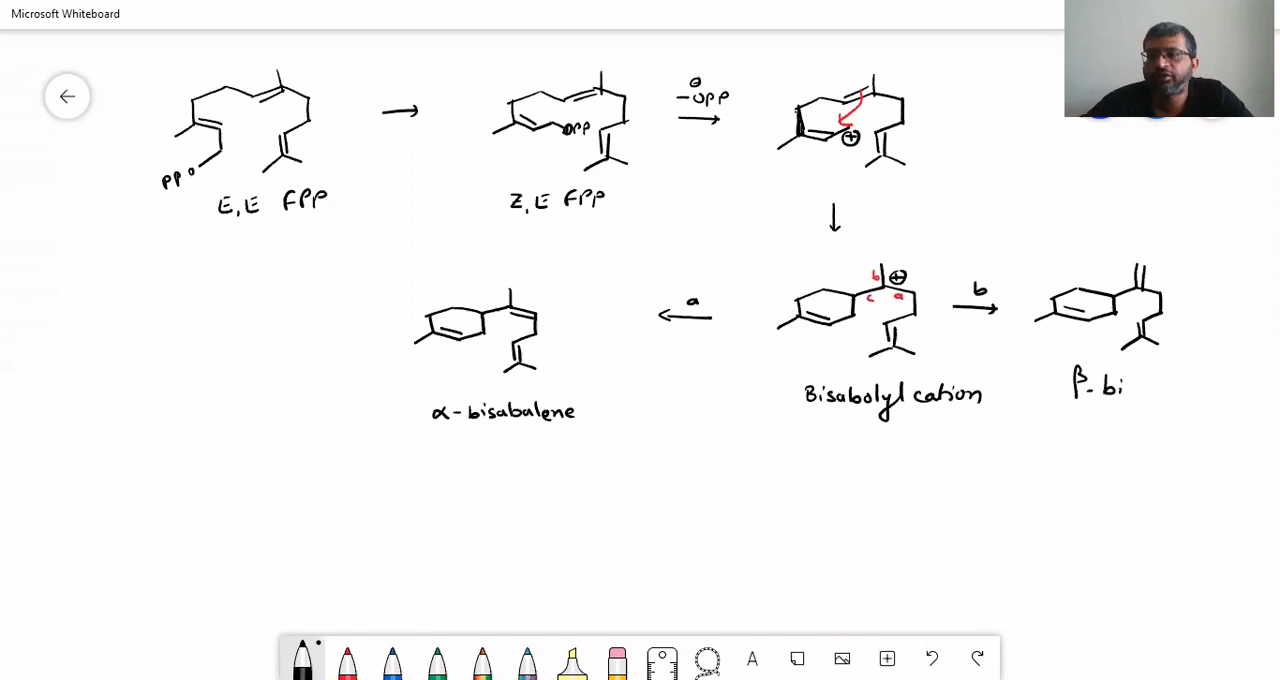 Microsoft Whiteboard
⊖
-OPP
OPP
⊕
PPO
E, E FPP
Z, E FPP
b ⊕
c a
a
b
α-bisabalene
Bisabolyl cation
β-bi
A